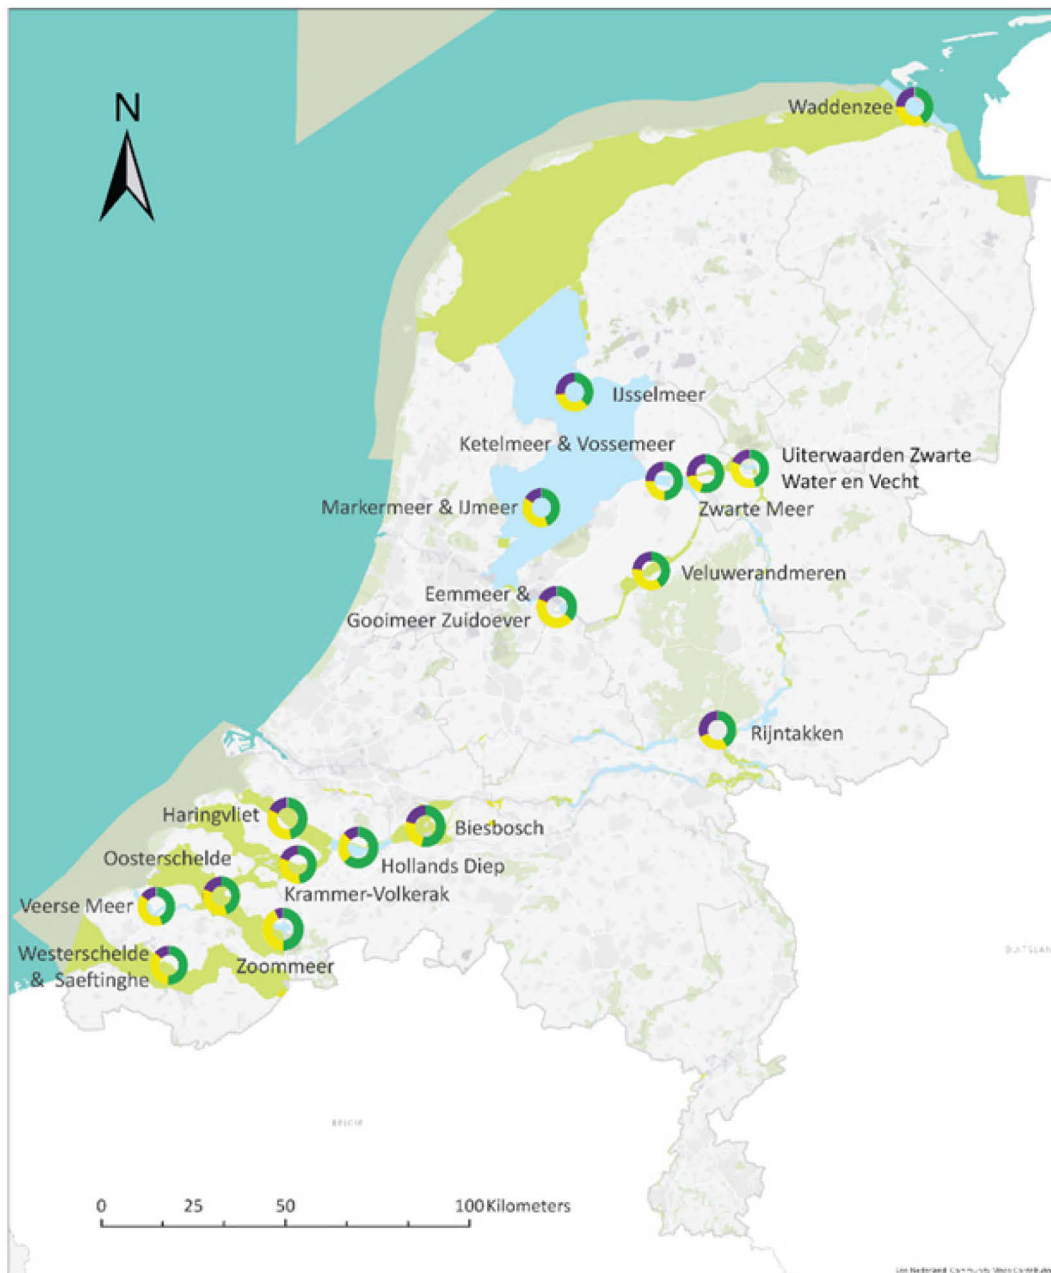 N
Waddenzee
IJsselmeer
Ketelmeer & Vossemeer
Uiterwaarden Zwarte
Water en Vecht
Markermeer & IJmeer
Zwarte Meer
Veluwerandmeren
Eemmeer &
Gooimeer Zuidoever
Rijntakken
Haringvliet
Biesbosch
Oosterschelde
Hollands Diep
Krammer-Volkerak
Veerse Meer
Westerschelde
& Saeftinghe
Zoommeer
BELGIË
0 25 50 100 Kilometers